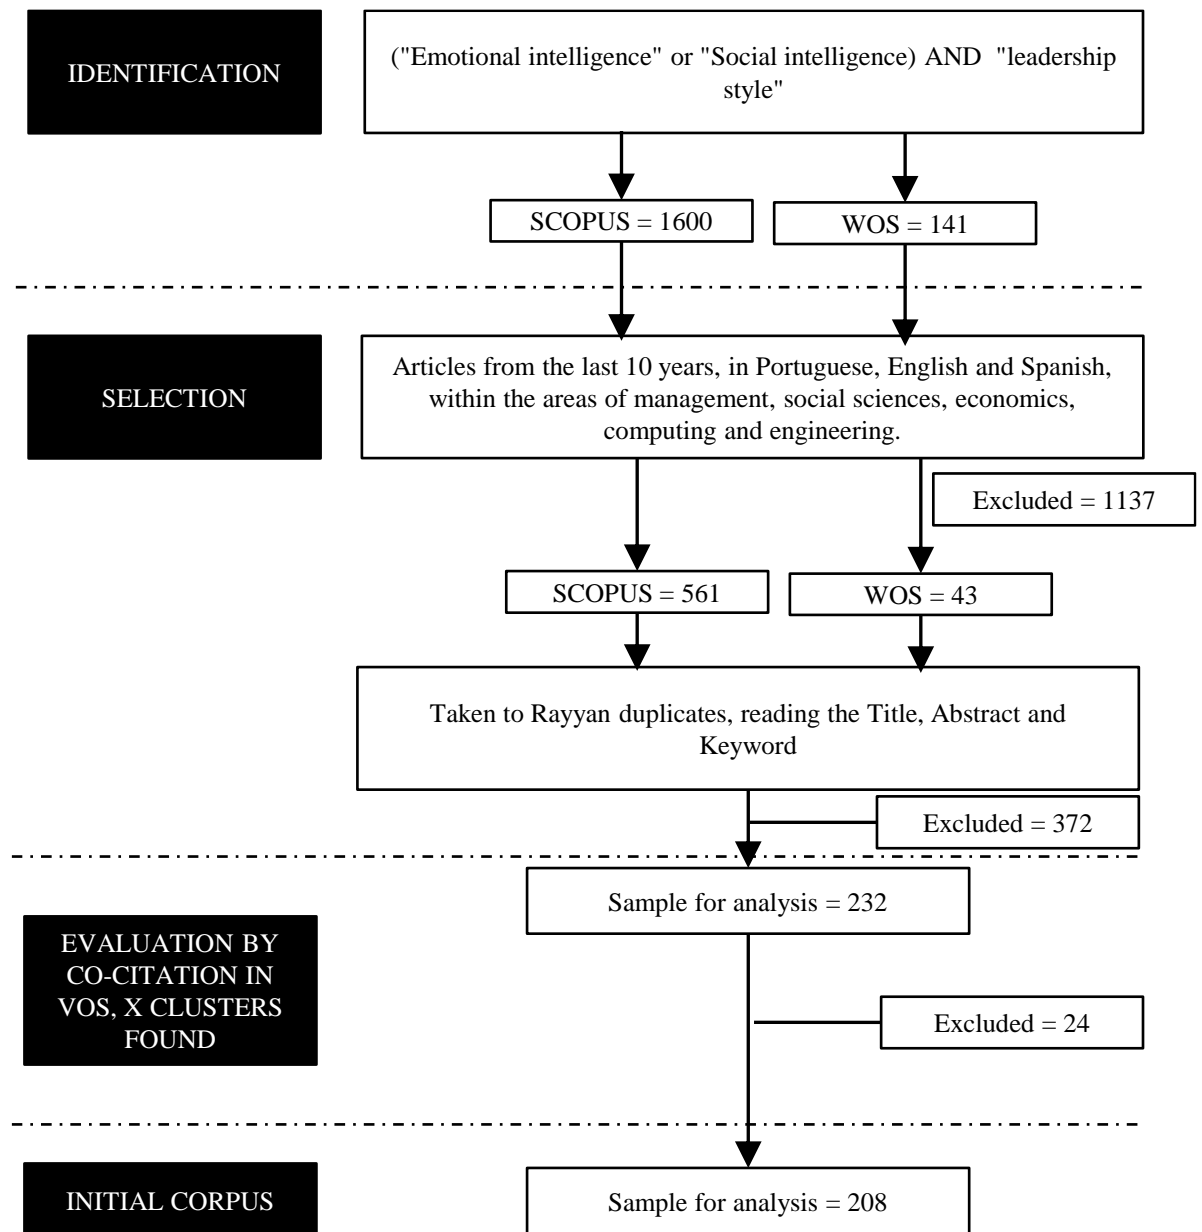 IDENTIFICATION
("Emotional intelligence" or "Social intelligence) AND "leadership
style"
SCOPUS = 1600
WOS = 141
SELECTION
Articles from the last 10 years, in Portuguese, English and Spanish,
within the areas of management, social sciences, economics,
computing and engineering.
Excluded = 1137
SCOPUS = 561
WOS = 43
Taken to Rayyan duplicates, reading the Title, Abstract and
Keyword
Excluded = 372
Sample for analysis = 232
EVALUATION BY
CO-CITATION IN
VOS, X CLUSTERS
FOUND
Excluded = 24
INITIAL CORPUS
Sample for analysis = 208